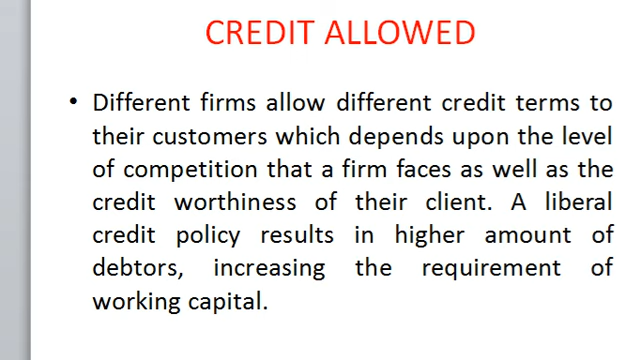 CREDIT ALLOWED
• Different firms allow different credit terms to
their customers which depends upon the level
of competition that a firm faces as well as the
credit worthiness of their client. A liberal
credit policy results in higher amount of
debtors, increasing the requirement of
working capital.